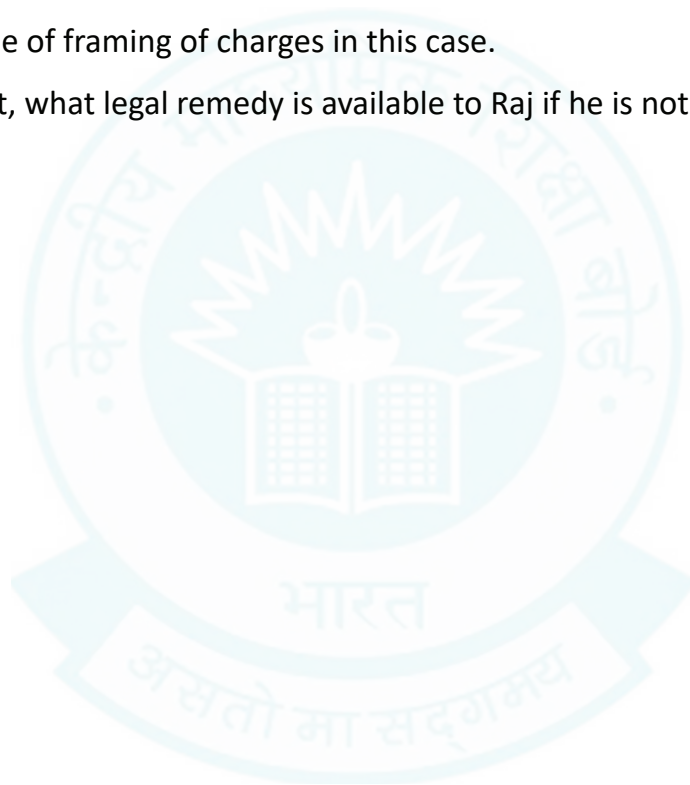 e of framing of charges in this case.
t, what legal remedy is available to Raj if he is not
केन्द्रीय माध्यमिक शिक्षा बोर्ड
भारत
असतो मा सद्गमय